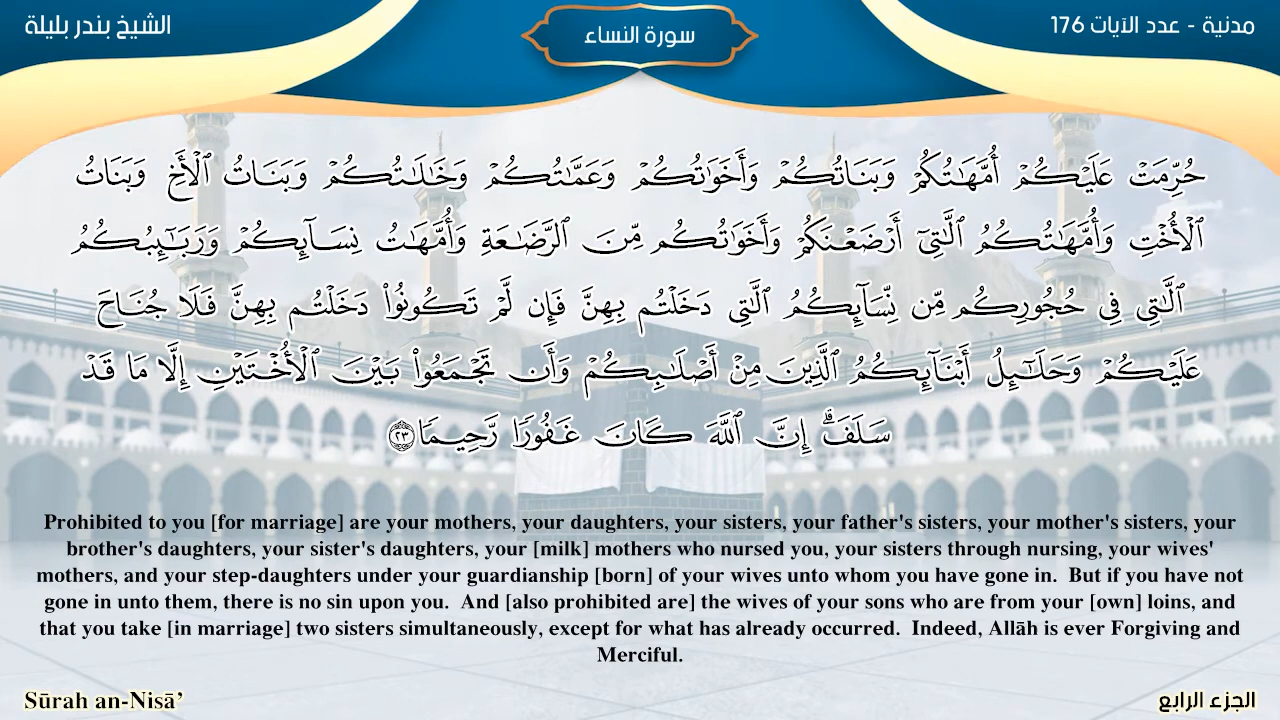 مدنية - عدد الآيات 176
سورة النساء
الشيخ بندر بليلة
حُرِّمَتْ عَلَيْكُمْ أُمَّهَٰتُكُمْ وَبَنَاتُكُمْ وَأَخَوَٰتُكُمْ وَعَمَّٰتُكُمْ وَخَٰلَٰتُكُمْ وَبَنَاتُ ٱلْأَخِ وَبَنَاتُ
ٱلْأُخْتِ وَأُمَّهَٰتُكُمُ ٱلَّٰتِىٓ أَرْضَعْنَكُمْ وَأَخَوَٰتُكُم مِّنَ ٱلرَّضَٰعَةِ وَأُمَّهَٰتُ نِسَآئِكُمْ وَرَبَٰٓئِبُكُمُ
ٱلَّٰتِى فِى حُجُورِكُم مِّن نِّسَآئِكُمُ ٱلَّٰتِى دَخَلْتُم بِهِنَّ فَإِن لَّمْ تَكُونُوا۟ دَخَلْتُم بِهِنَّ فَلَا جُنَاحَ
عَلَيْكُمْ وَحَلَٰٓئِلُ أَبْنَآئِكُمُ ٱلَّذِينَ مِنْ أَصْلَٰبِكُمْ وَأَن تَجْمَعُوا۟ بَيْنَ ٱلْأُخْتَيْنِ إِلَّا مَا قَدْ
سَلَفَ ۗ إِنَّ ٱللَّهَ كَانَ غَفُورًا رَّحِيمًا ٢٣
Prohibited to you [for marriage] are your mothers, your daughters, your sisters, your father's sisters, your mother's sisters, your
brother's daughters, your sister's daughters, your [milk] mothers who nursed you, your sisters through nursing, your wives'
mothers, and your step-daughters under your guardianship [born] of your wives unto whom you have gone in.  But if you have not
gone in unto them, there is no sin upon you.  And [also prohibited are] the wives of your sons who are from your [own] loins, and
that you take [in marriage] two sisters simultaneously, except for what has already occurred.  Indeed, Allāh is ever Forgiving and
Merciful.
Sūrah an-Nisā’
الجزء الرابع